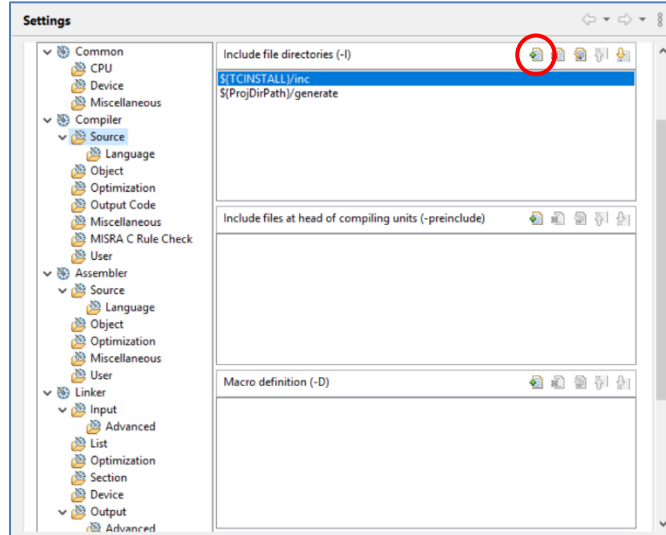 Settings
Common
CPU
Device
Miscellaneous
Compiler
Source
Language
Object
Optimization
Output Code
Miscellaneous
MISRA C Rule Check
User
Assembler
Source
Language
Object
Optimization
Miscellaneous
User
Linker
Input
Advanced
List
Optimization
Section
Device
Output
Advanced
Include file directories (-I)
${TCINSTALL}/inc
${ProjDirPath}/generate
Include files at head of compiling units (-preinclude)
Macro definition (-D)